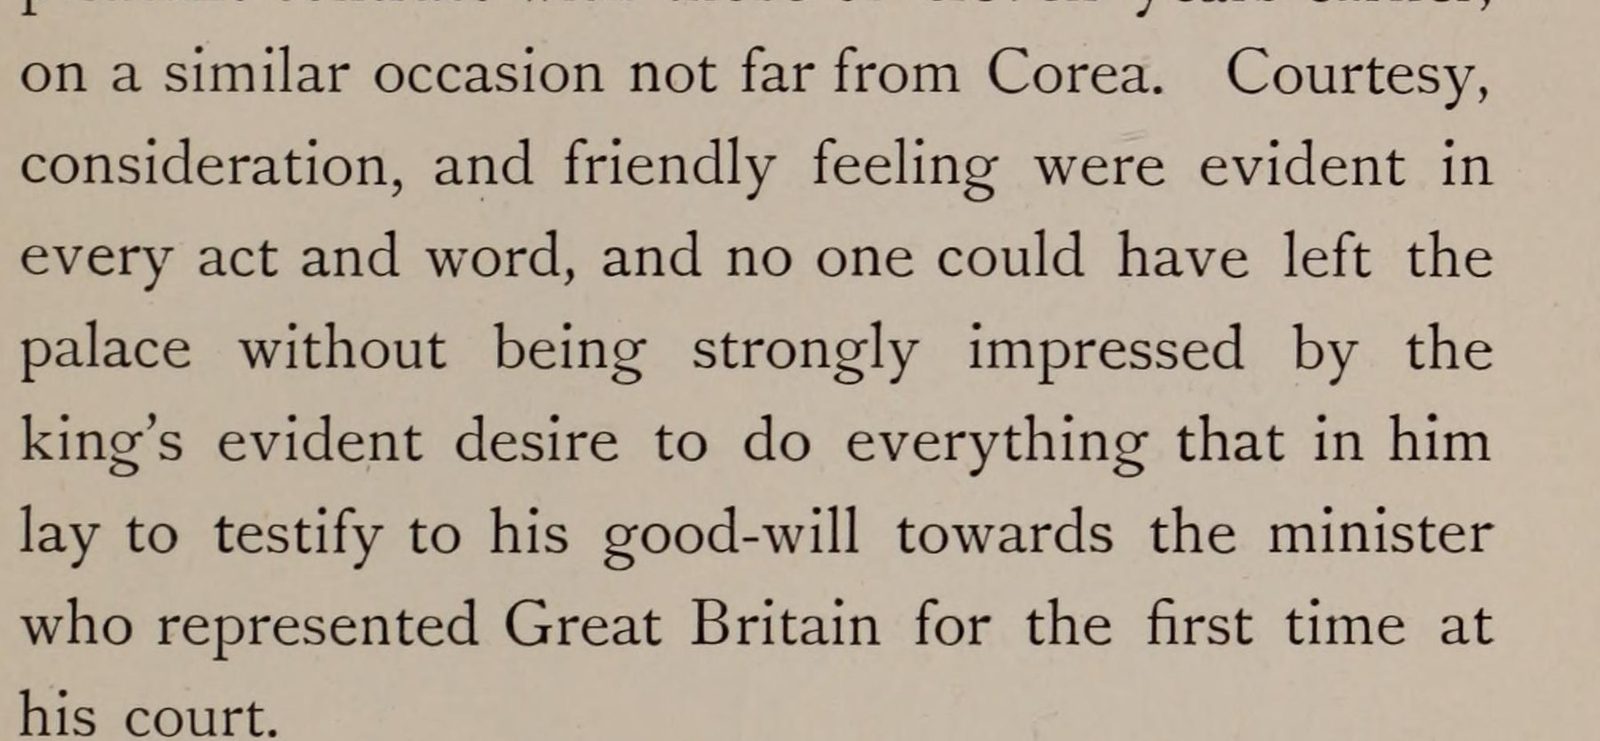 on a similar occasion not far from Corea. Courtesy,
consideration, and friendly feeling were evident in
every act and word, and no one could have left the
palace without being strongly impressed by the
king’s evident desire to do everything that in him
lay to testify to his good-will towards the minister
who represented Great Britain for the first time at
his court.